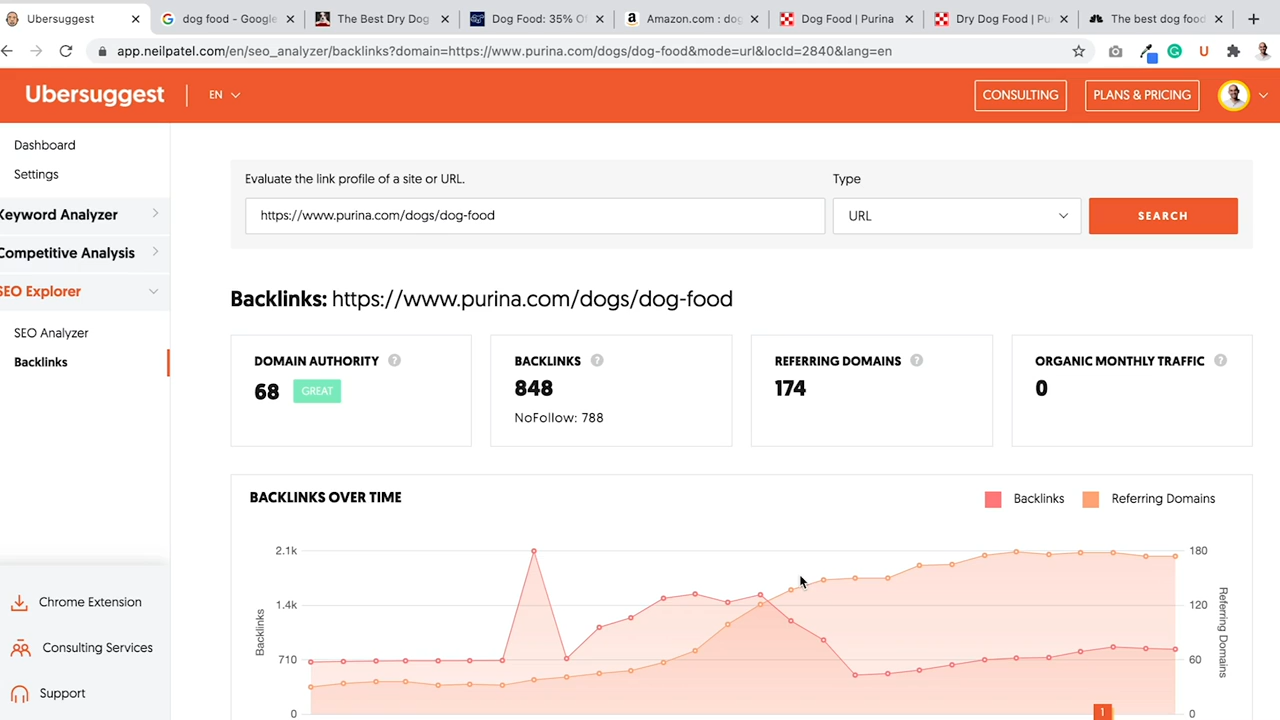 Ubersuggest
dog food - Google
The Best Dry Dog
Dog Food: 35% Of
Amazon.com : dog
Dog Food | Purina
Dry Dog Food | Pu
The best dog food
app.neilpatel.com/en/seo_analyzer/backlinks?domain=https://www.purina.com/dogs/dog-food&mode=url&locId=2840&lang=en
Ubersuggest
EN
CONSULTING
PLANS & PRICING
Dashboard
Settings
Keyword Analyzer
Competitive Analysis
SEO Explorer
SEO Analyzer
Backlinks
Chrome Extension
Consulting Services
Support
Evaluate the link profile of a site or URL.
Type
https://www.purina.com/dogs/dog-food
URL
SEARCH
Backlinks: https://www.purina.com/dogs/dog-food
DOMAIN AUTHORITY ?
68 GREAT
BACKLINKS ?
848
NoFollow: 788
REFERRING DOMAINS ?
174
ORGANIC MONTHLY TRAFFIC ?
0
BACKLINKS OVER TIME
Backlinks
Referring Domains
2.1k
1.4k
710
0
Backlinks
180
120
60
0
Referring Domains
1